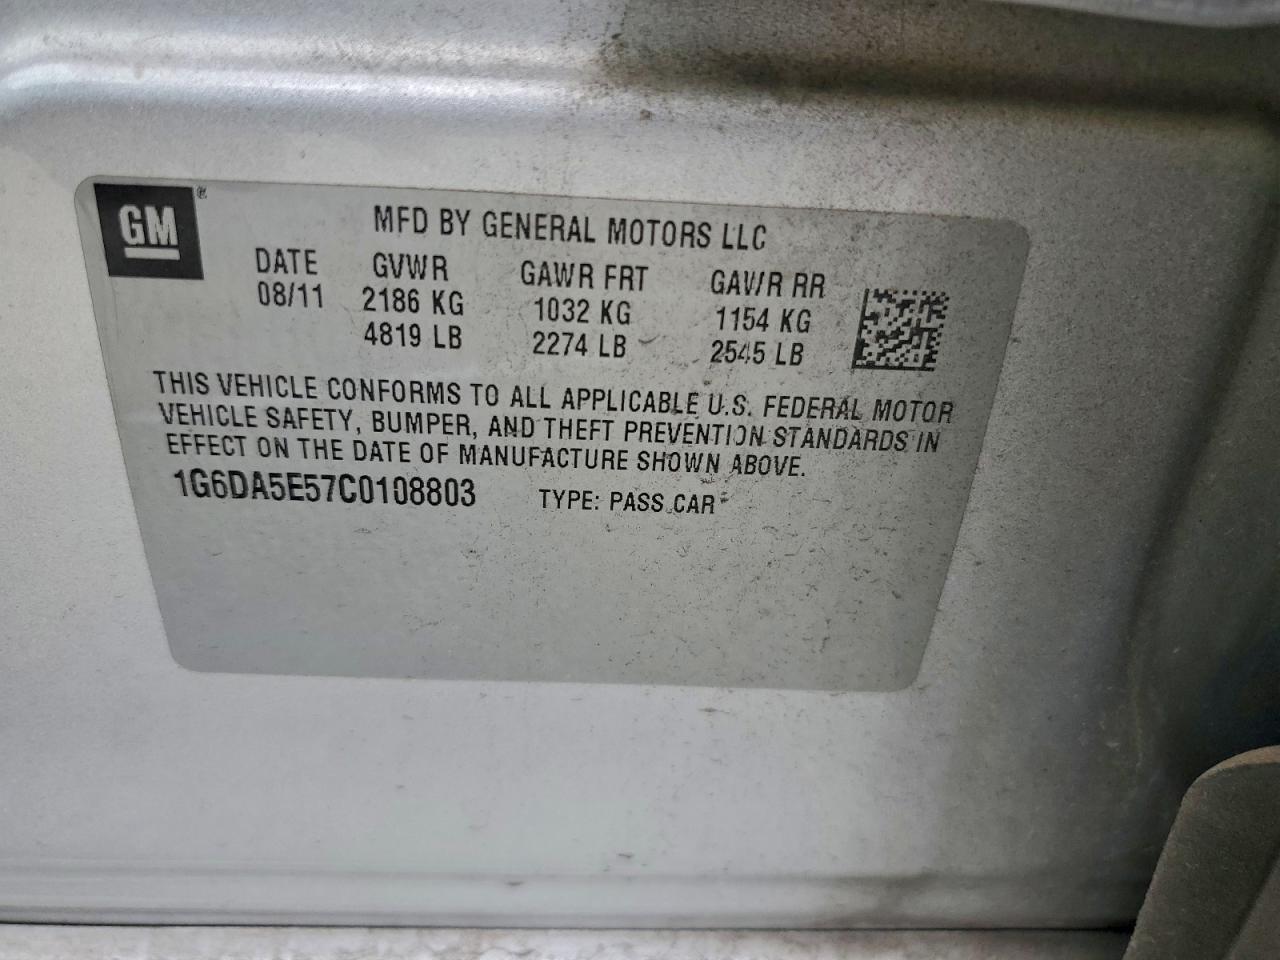 GM®
MFD BY GENERAL MOTORS LLC
DATE GVWR GAWR FRT GAWR RR
08/11 2186 KG 1032 KG 1154 KG
4819 LB 2274 LB 2545 LB
THIS VEHICLE CONFORMS TO ALL APPLICABLE U.S. FEDERAL MOTOR
VEHICLE SAFETY, BUMPER, AND THEFT PREVENTION STANDARDS IN
EFFECT ON THE DATE OF MANUFACTURE SHOWN ABOVE.
1G6DA5E57C0108803 TYPE: PASS CAR